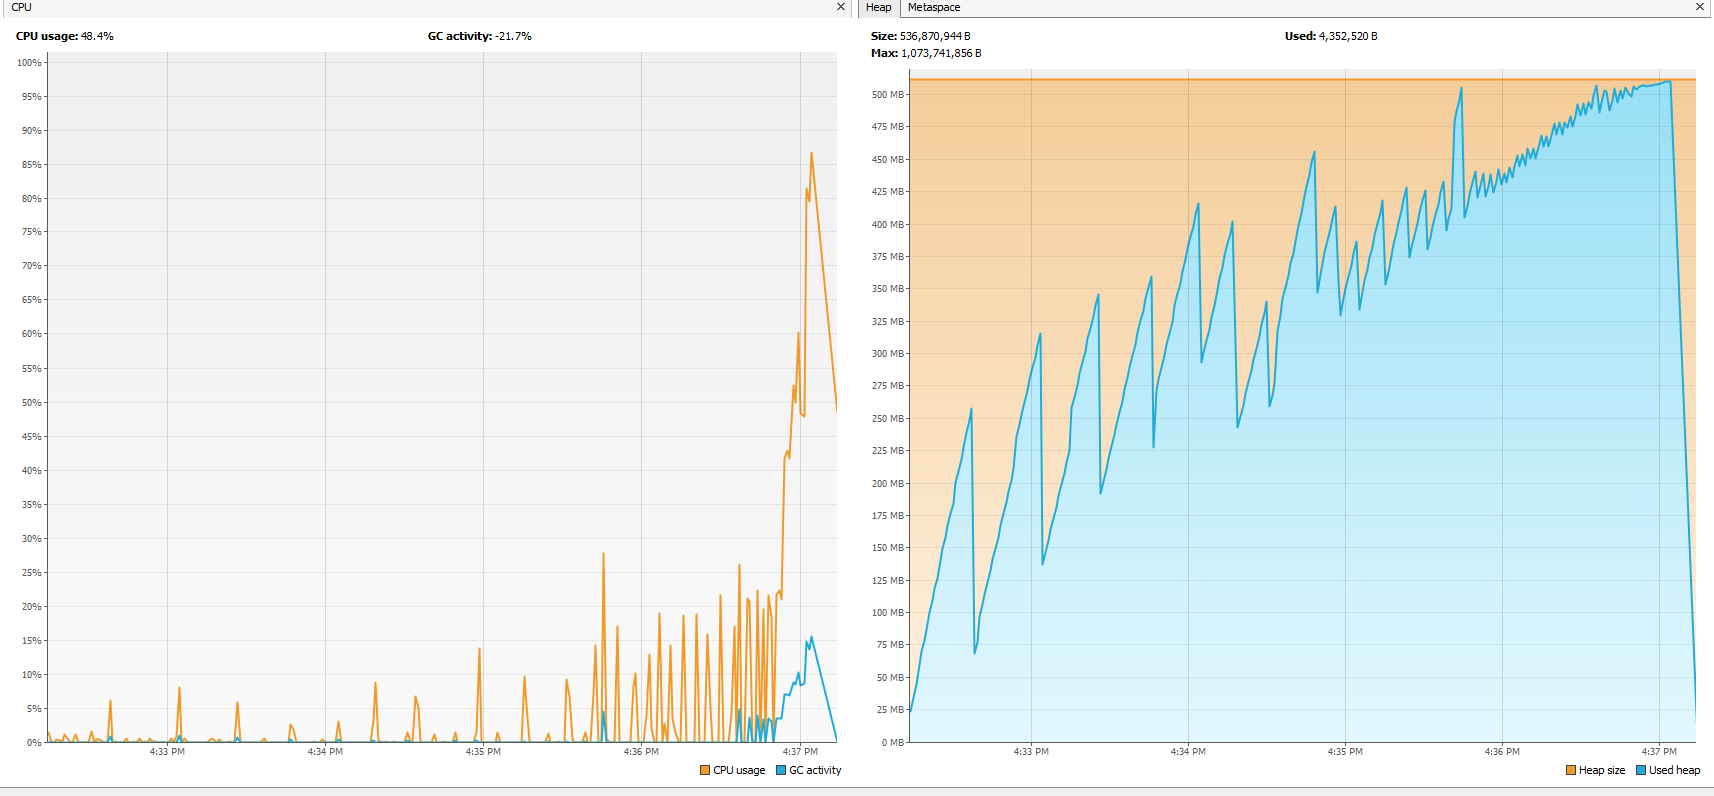 CPU
CPU usage: 48.4% GC activity: -21.7%
100%
95%
90%
85%
80%
75%
70%
65%
60%
55%
50%
45%
40%
35%
30%
25%
20%
15%
10%
5%
0%
4:33 PM 4:34 PM 4:35 PM 4:36 PM 4:37 PM
CPU usage GC activity
Heap Metaspace
Size: 536,870,944 B Used: 4,352,520 B
Max: 1,073,741,856 B
500 MB
475 MB
450 MB
425 MB
400 MB
375 MB
350 MB
325 MB
300 MB
275 MB
250 MB
225 MB
200 MB
175 MB
150 MB
125 MB
100 MB
75 MB
50 MB
25 MB
0 MB
4:33 PM 4:34 PM 4:35 PM 4:36 PM 4:37 PM
Heap size Used heap